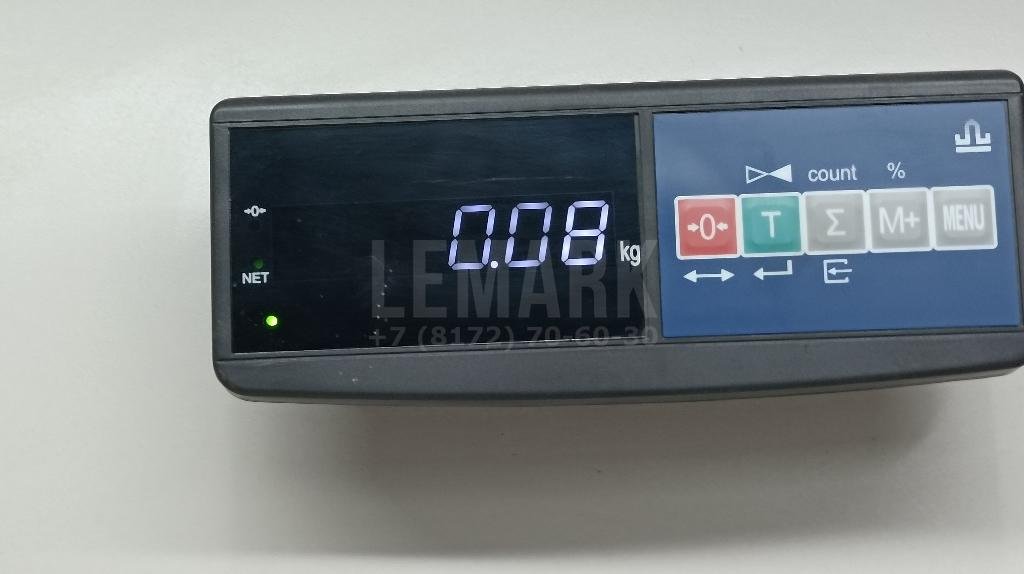 count %
→0← T Σ M+ MENU
0.08 kg
→0←
NET
LEMARK
+7 (8172) 70-60-30